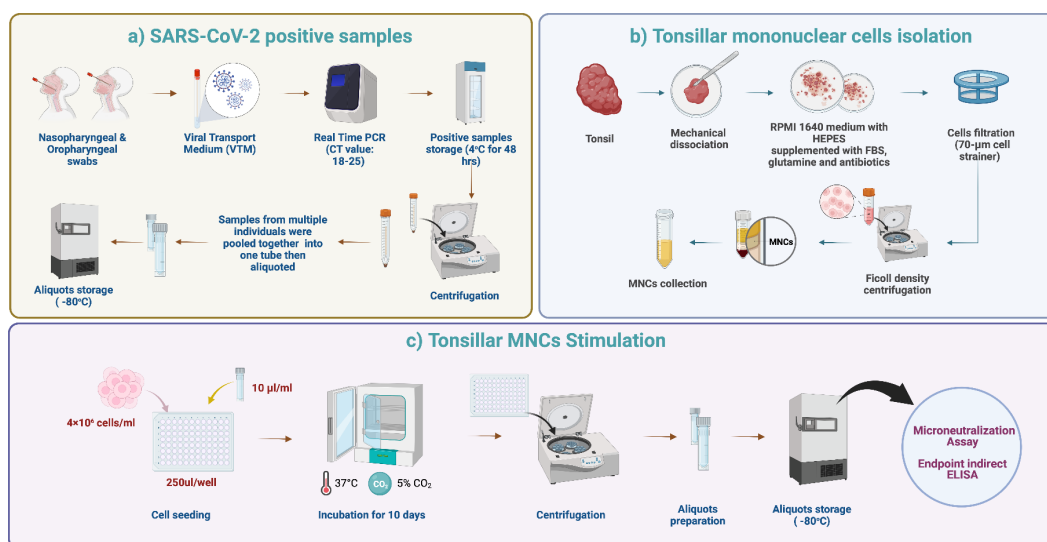 a) SARS-CoV-2 positive samples
Nasopharyngeal &
Oropharyngeal
swabs
Viral Transport
Medium (VTM)
Real Time PCR
(CT value:
18-25)
Positive samples
storage (4°C for 48
hrs)
Centrifugation
Samples from multiple
individuals were
pooled together into
one tube then
aliquoted
Aliquots storage
( -80°C)
b) Tonsillar mononuclear cells isolation
Tonsil
Mechanical
dissociation
RPMI 1640 medium with
HEPES
supplemented with FBS,
glutamine and antibiotics
Cells filtration
(70-µm cell
strainer)
Ficoll density
centrifugation
MNCs
MNCs collection
c) Tonsillar MNCs Stimulation
4×10⁶ cells/ml
10 µl/ml
250ul/well
Cell seeding
37°C
CO₂
5% CO₂
Incubation for 10 days
Centrifugation
Aliquots
preparation
Aliquots storage
( -80°C)
Microneutralization
Assay
Endpoint indirect
ELISA